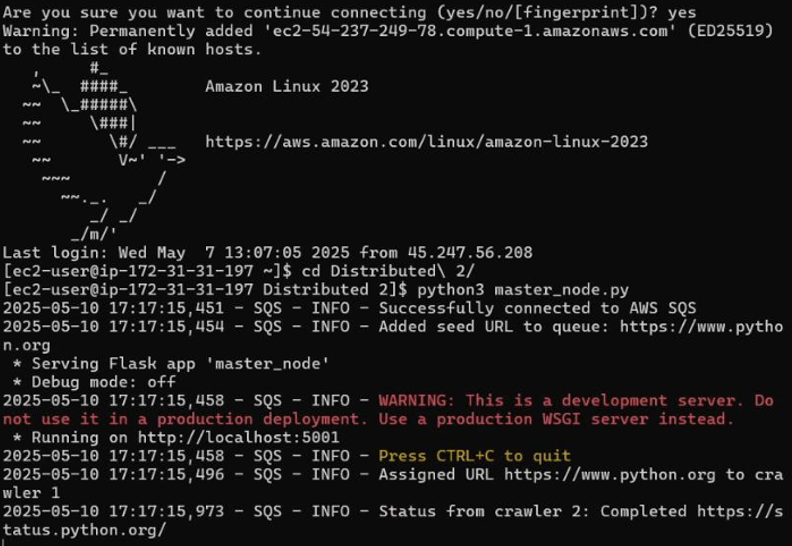 Are you sure you want to continue connecting (yes/no/[fingerprint])? yes
Warning: Permanently added 'ec2-54-237-249-78.compute-1.amazonaws.com' (ED25519)
to the list of known hosts.
   ,     #_
   ~\_  ####_        Amazon Linux 2023
  ~~  \_#####\
  ~~     \###|
  ~~       \#/ ___   https://aws.amazon.com/linux/amazon-linux-2023
   ~~       V~' '->
    ~~~         /
      ~~._.   _/
         _/ _/
       _/m/'
Last login: Wed May  7 13:07:05 2025 from 45.247.56.208
[ec2-user@ip-172-31-31-197 ~]$ cd Distributed\ 2/
[ec2-user@ip-172-31-31-197 Distributed 2]$ python3 master_node.py
2025-05-10 17:17:15,451 - SQS - INFO - Successfully connected to AWS SQS
2025-05-10 17:17:15,454 - SQS - INFO - Added seed URL to queue: https://www.pytho
n.org
 * Serving Flask app 'master_node'
 * Debug mode: off
2025-05-10 17:17:15,458 - SQS - INFO - WARNING: This is a development server. Do
not use it in a production deployment. Use a production WSGI server instead.
 * Running on http://localhost:5001
2025-05-10 17:17:15,458 - SQS - INFO - Press CTRL+C to quit
2025-05-10 17:17:15,496 - SQS - INFO - Assigned URL https://www.python.org to cra
wler 1
2025-05-10 17:17:15,973 - SQS - INFO - Status from crawler 2: Completed https://s
tatus.python.org/